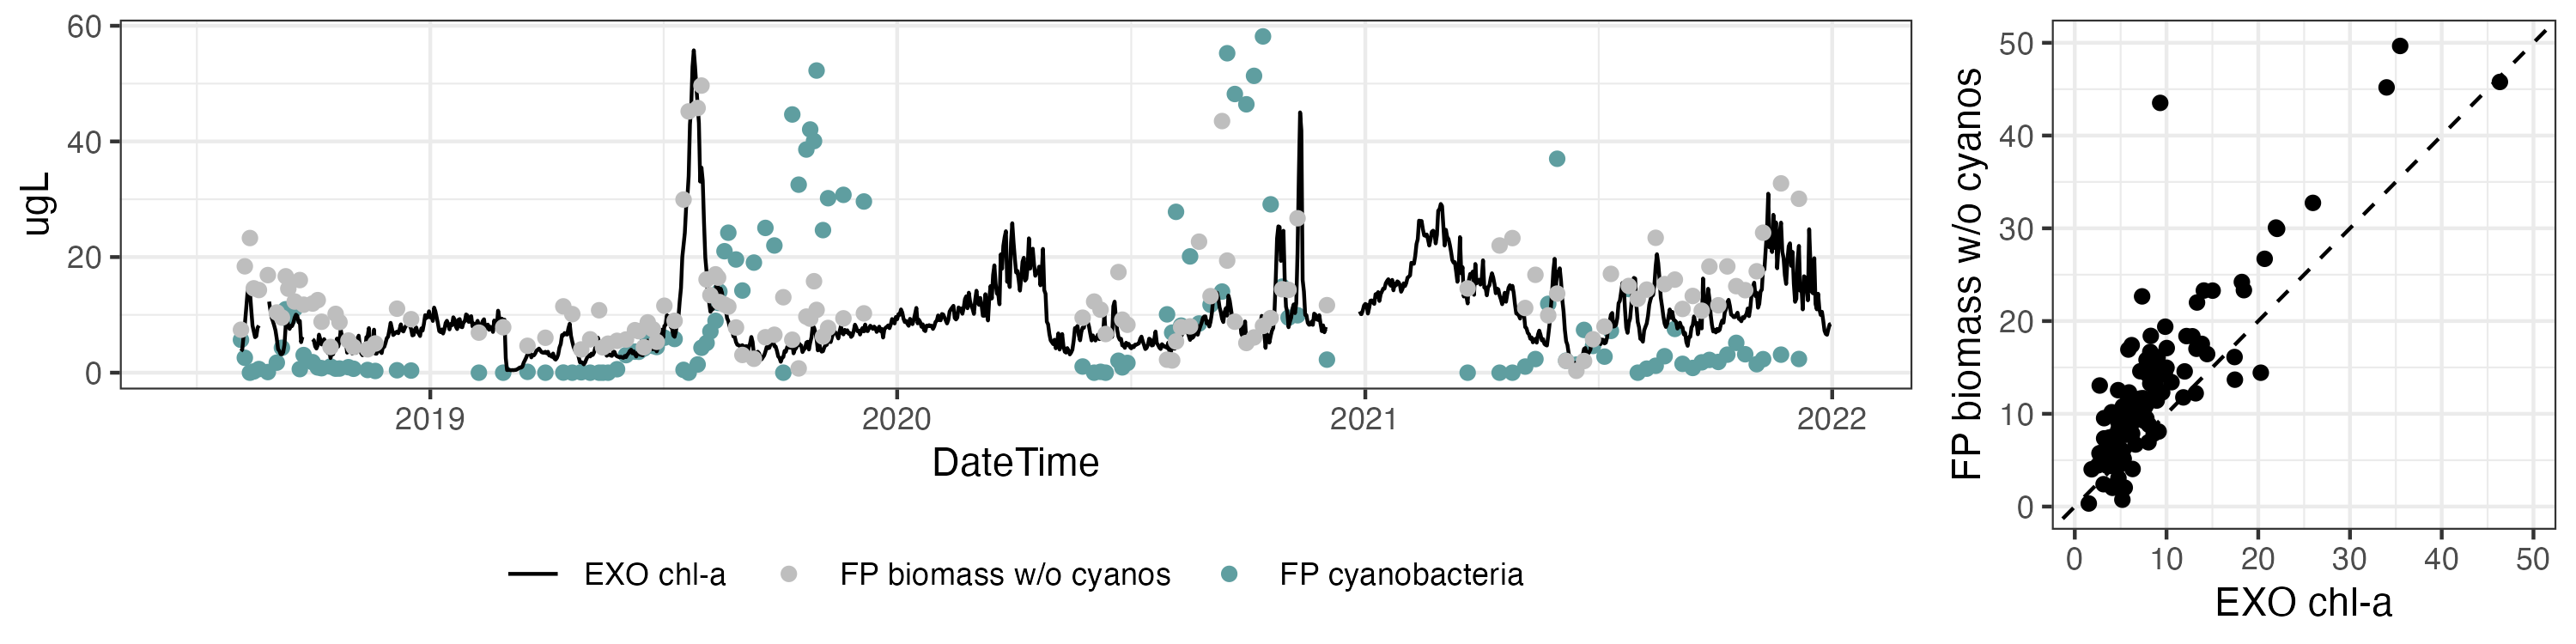 60
40
20
0
ugL
2019 2020 2021 2022
DateTime
EXO chl-a FP biomass w/o cyanos FP cyanobacteria
50
40
30
20
10
0
FP biomass w/o cyanos
0 10 20 30 40 50
EXO chl-a